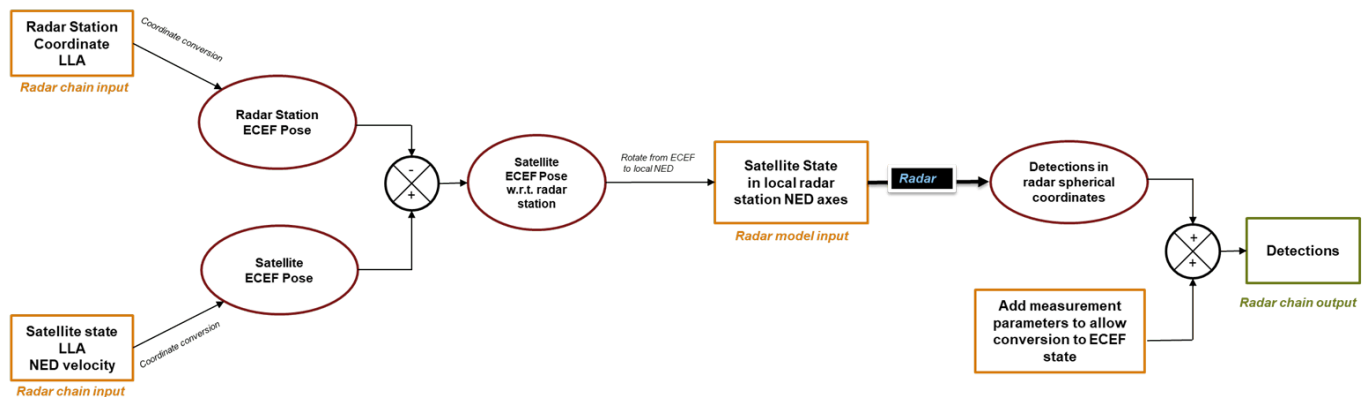 Radar Station
Coordinate
LLA
Radar chain input
Coordinate conversion
Radar Station
ECEF Pose
-
+
Satellite
ECEF Pose
Satellite state
LLA
NED velocity
Radar chain input
Coordinate conversion
Satellite
ECEF Pose
w.r.t. radar
station
Rotate from ECEF
to local NED
Satellite State
in local radar
station NED axes
Radar model input
Radar
Detections in
radar spherical
coordinates
+
+
Add measurement
parameters to allow
conversion to ECEF
state
Detections
Radar chain output